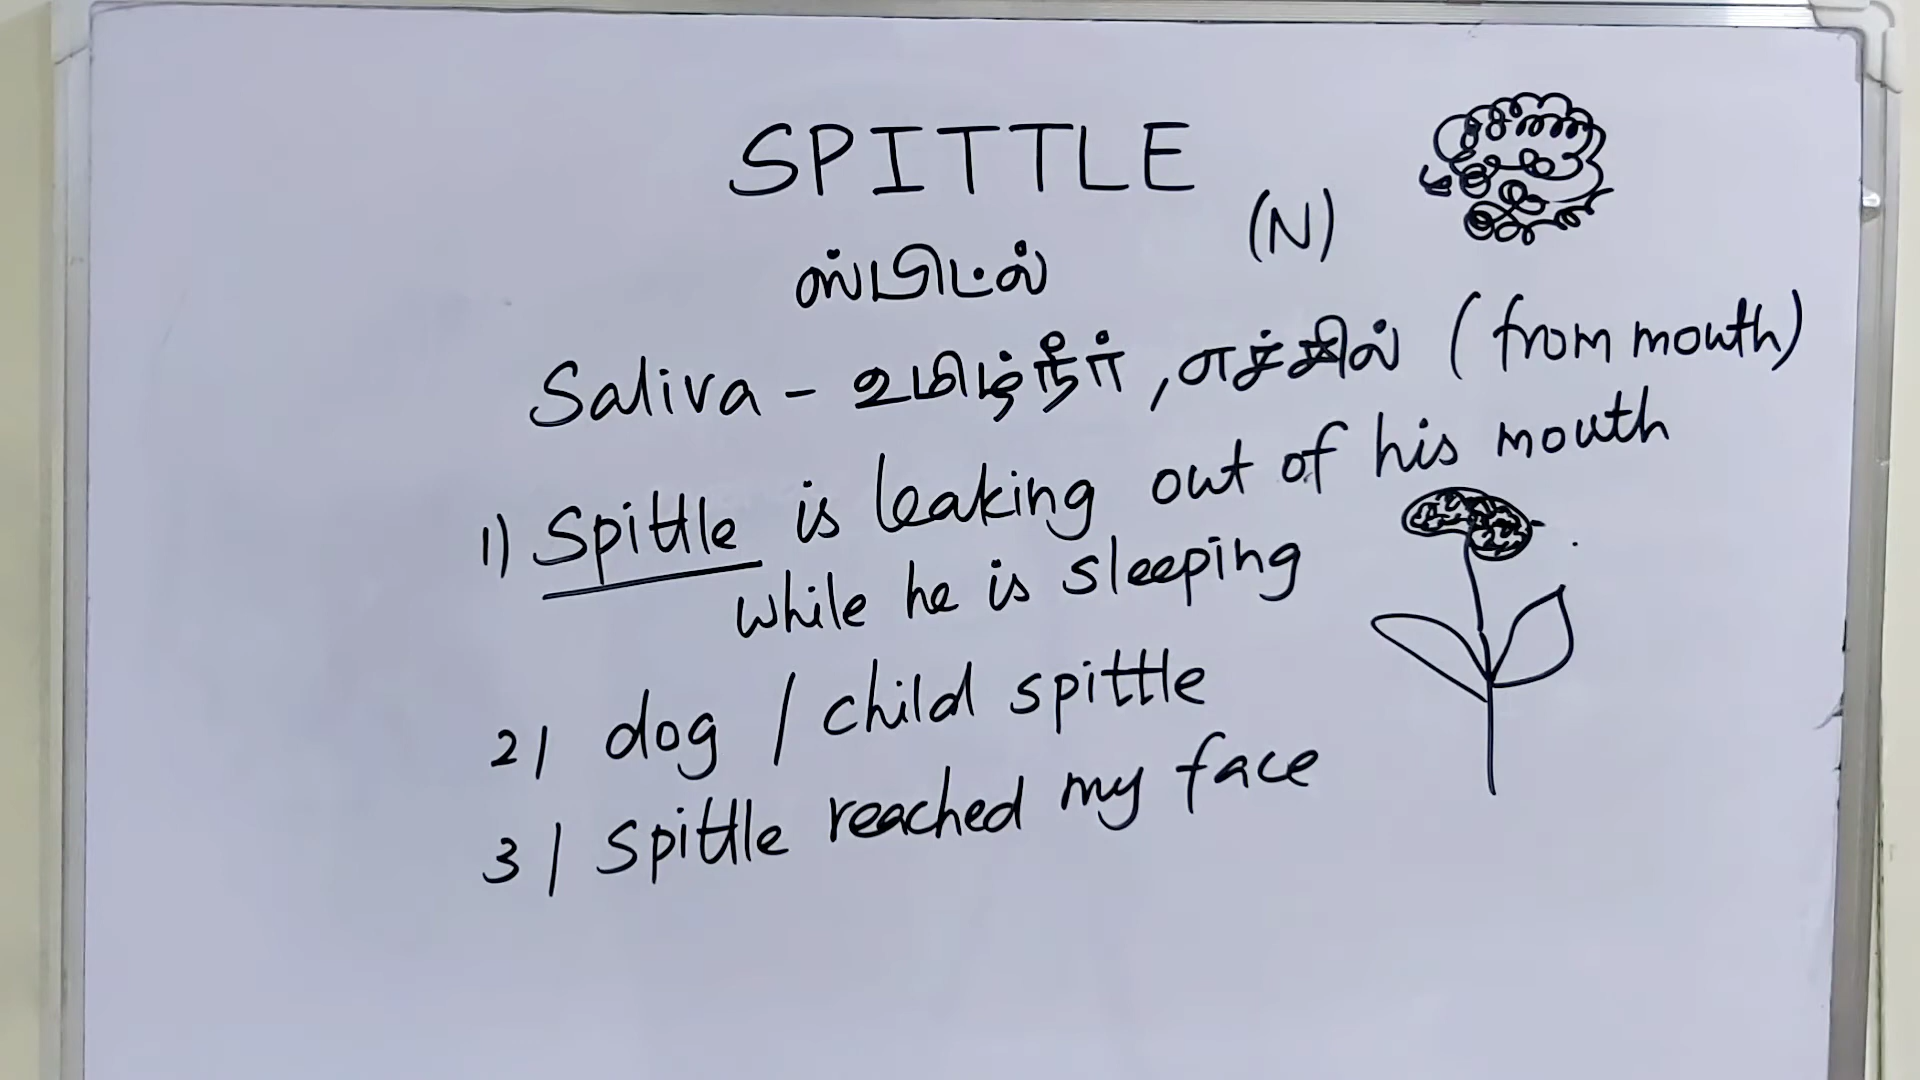 SPITTLE
(N)
ஸ்பிடல்
Saliva - உமிழ்நீர், எச்சில் (from mouth)
1) Spittle is leaking out of his mouth
while he is sleeping
2) dog / child spittle
3) Spittle reached my face